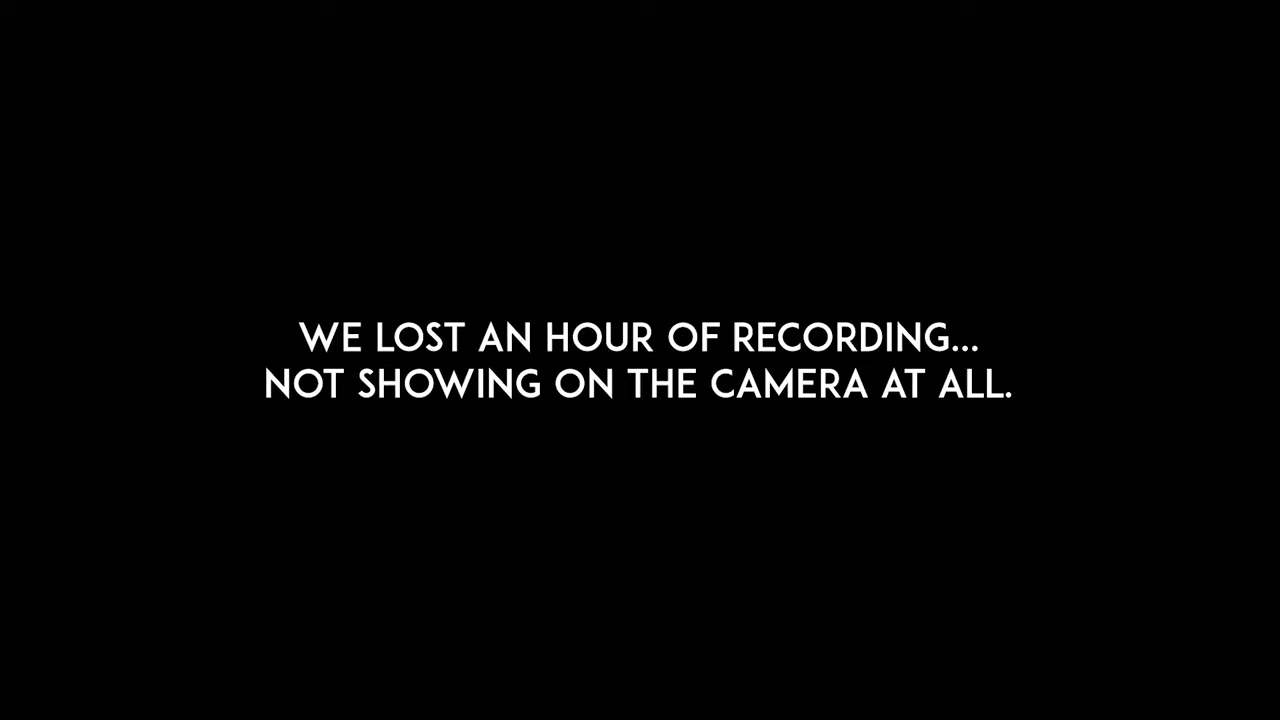 WE LOST AN HOUR OF RECORDING...
NOT SHOWING ON THE CAMERA AT ALL.